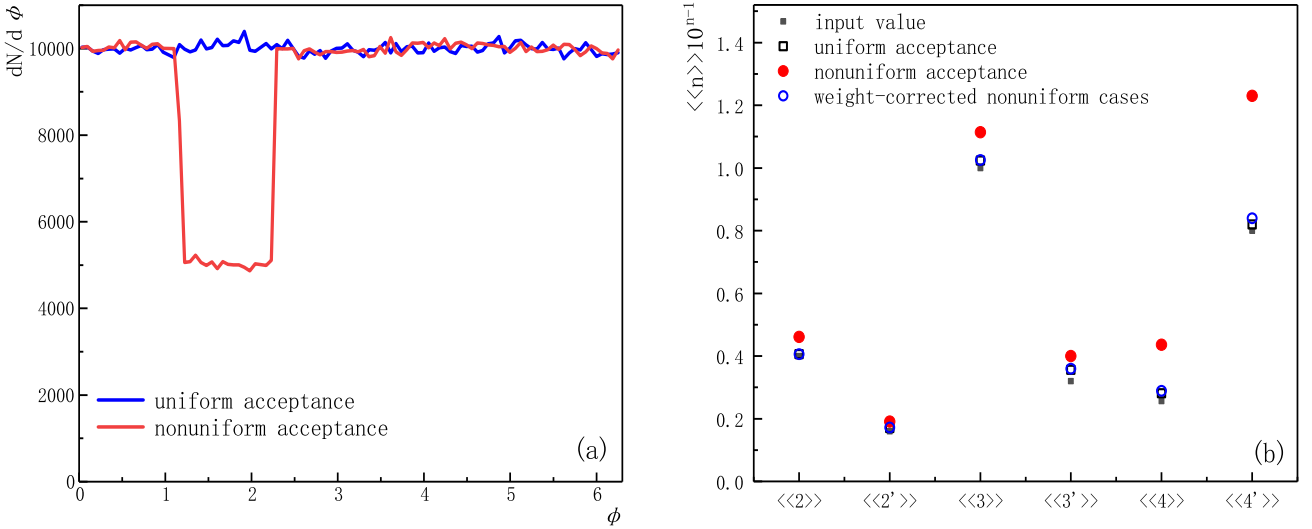 dN/d ϕ
10000
8000
6000
4000
2000
0
uniform acceptance
nonuniform acceptance
(a)
0 1 2 3 4 5 6
ϕ
<<n>>10ⁿ⁻¹
1.4
1.2
1.0
0.8
0.6
0.4
0.2
0.0
input value
uniform acceptance
nonuniform acceptance
weight-corrected nonuniform cases
(b)
<<2>> <<2'>> <<3>> <<3'>> <<4>> <<4'>>